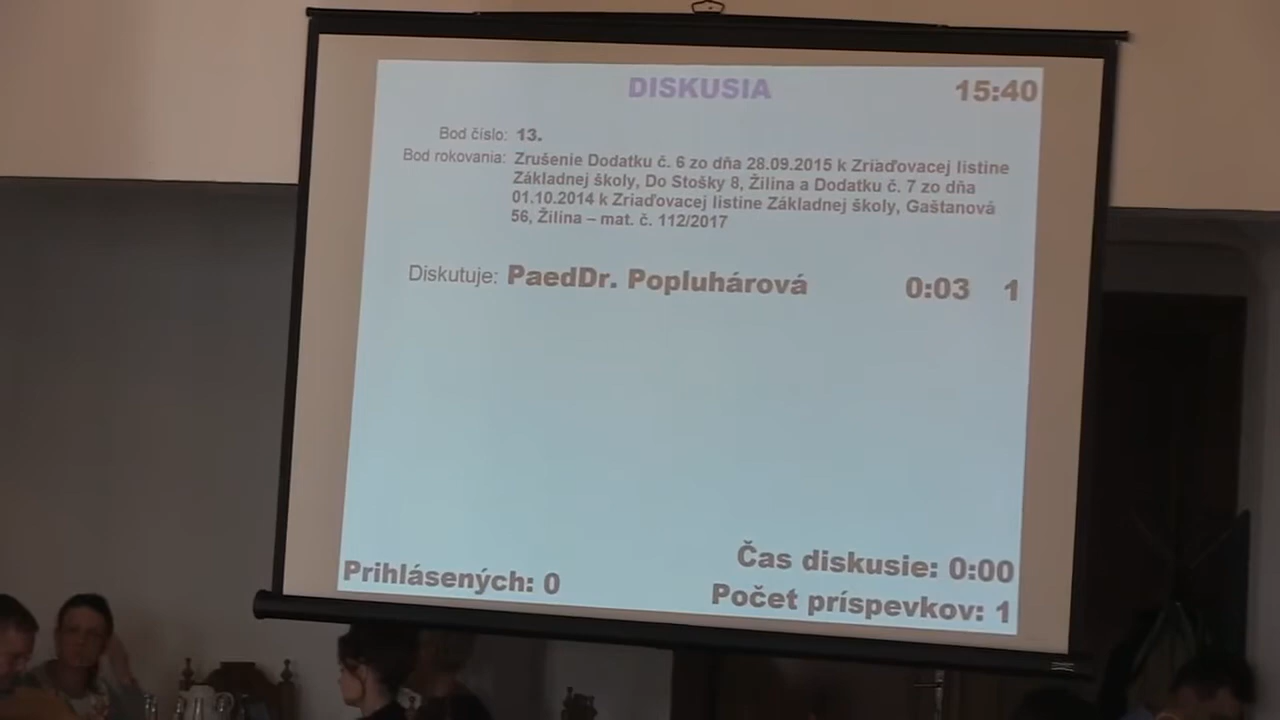 DISKUSIA 15:40
Bod číslo: 13.
Bod rokovania: Zrušenie Dodatku č. 6 zo dňa 28.09.2015 k Zriaďovacej listine
Základnej školy, Do Stošky 8, Žilina a Dodatku č. 7 zo dňa
01.10.2014 k Zriaďovacej listine Základnej školy, Gaštanová
56, Žilina – mat. č. 112/2017
Diskutuje: PaedDr. Popluhárová 0:03 1
Čas diskusie: 0:00
Prihlásených: 0
Počet príspevkov: 1